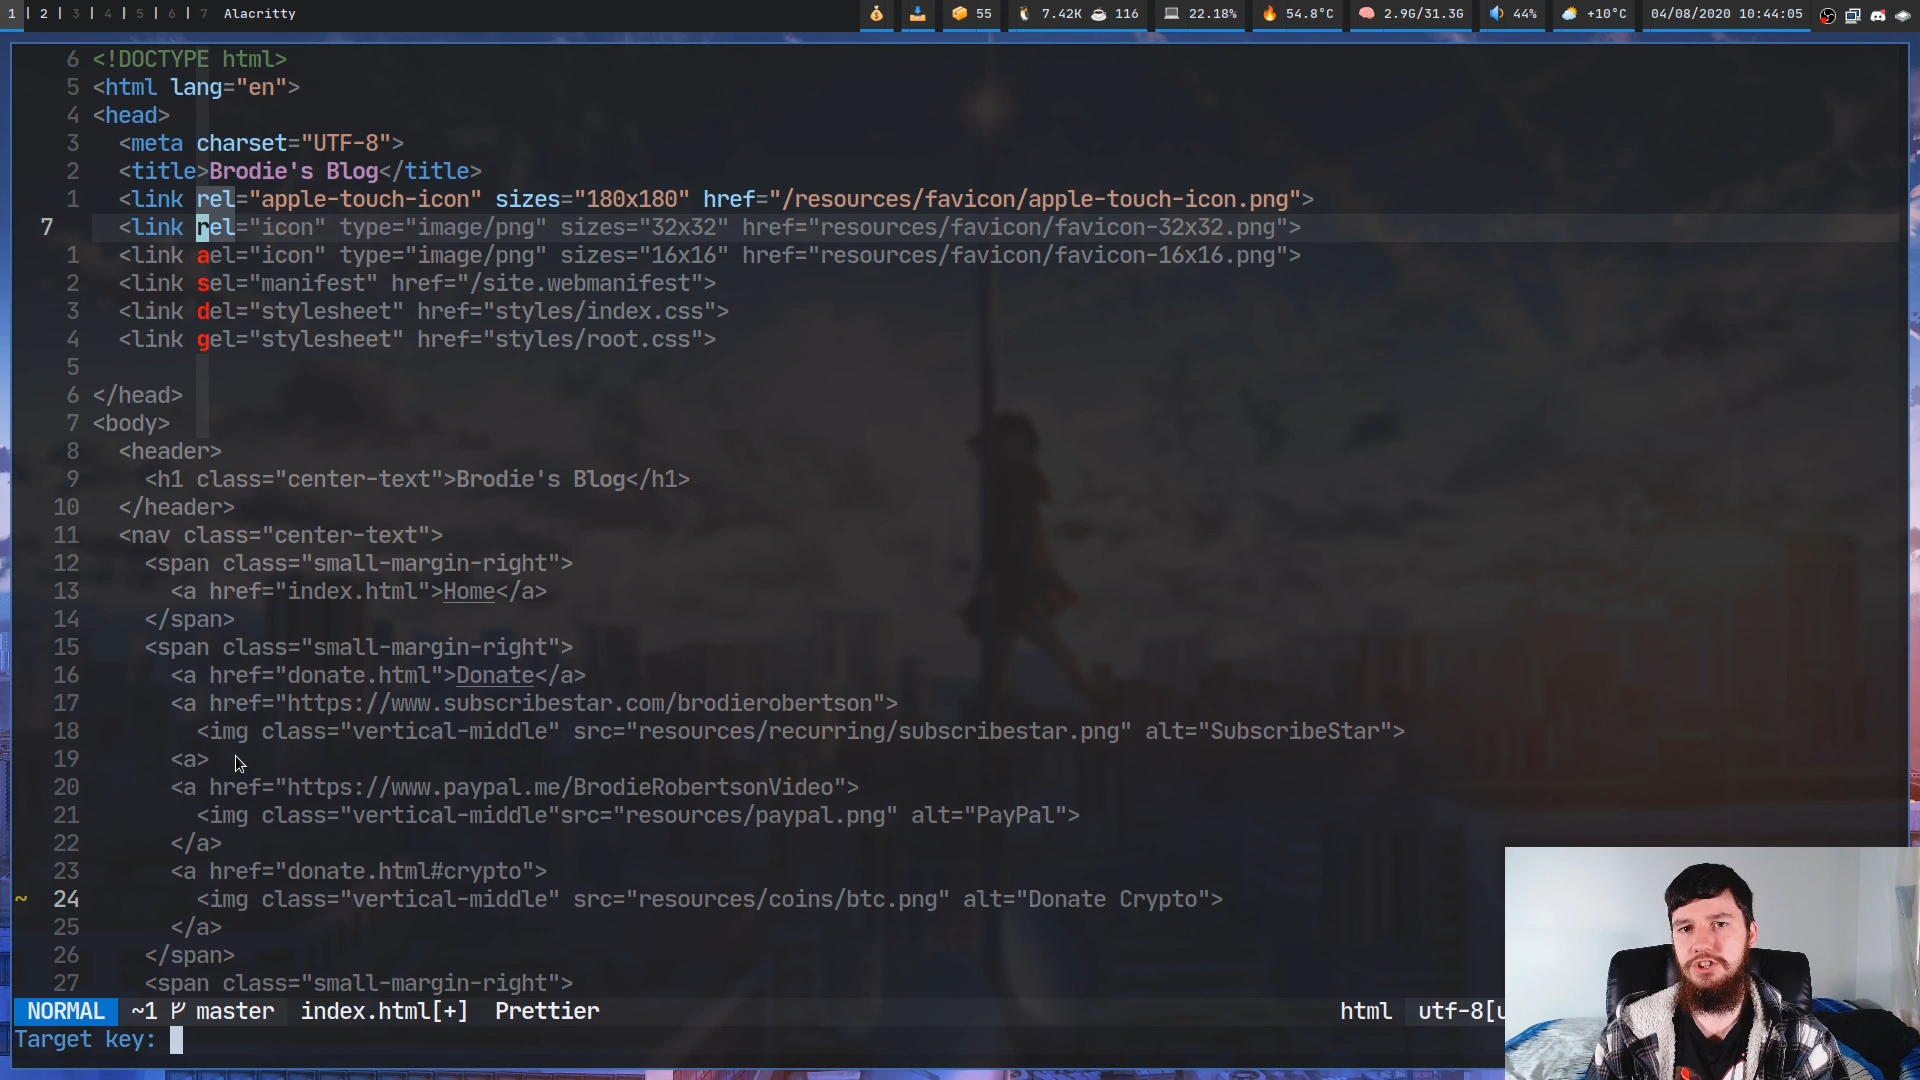 1 | 2 | 3 | 4 | 5 | 6 | 7 Alacritty 55 7.42K 116 22.18% 54.8°C 2.9G/31.3G 44% +10°C 04/08/2020 10:44:05
6 <!DOCTYPE html>
5 <html lang="en">
4 <head>
3 <meta charset="UTF-8">
2 <title>Brodie's Blog</title>
1 <link rel="apple-touch-icon" sizes="180x180" href="/resources/favicon/apple-touch-icon.png">
7 <link rel="icon" type="image/png" sizes="32x32" href="resources/favicon/favicon-32x32.png">
1 <link ael="icon" type="image/png" sizes="16x16" href="resources/favicon/favicon-16x16.png">
2 <link sel="manifest" href="/site.webmanifest">
3 <link del="stylesheet" href="styles/index.css">
4 <link gel="stylesheet" href="styles/root.css">
5
6 </head>
7 <body>
8 <header>
9 <h1 class="center-text">Brodie's Blog</h1>
10 </header>
11 <nav class="center-text">
12 <span class="small-margin-right">
13 <a href="index.html">Home</a>
14 </span>
15 <span class="small-margin-right">
16 <a href="donate.html">Donate</a>
17 <a href="https://www.subscribestar.com/brodierobertson">
18 <img class="vertical-middle" src="resources/recurring/subscribestar.png" alt="SubscribeStar">
19 <a>
20 <a href="https://www.paypal.me/BrodieRobertsonVideo">
21 <img class="vertical-middle"src="resources/paypal.png" alt="PayPal">
22 </a>
23 <a href="donate.html#crypto">
~ 24 <img class="vertical-middle" src="resources/coins/btc.png" alt="Donate Crypto">
25 </a>
26 </span>
27 <span class="small-margin-right">
NORMAL ~1 master index.html[+] Prettier html utf-8[
Target key: